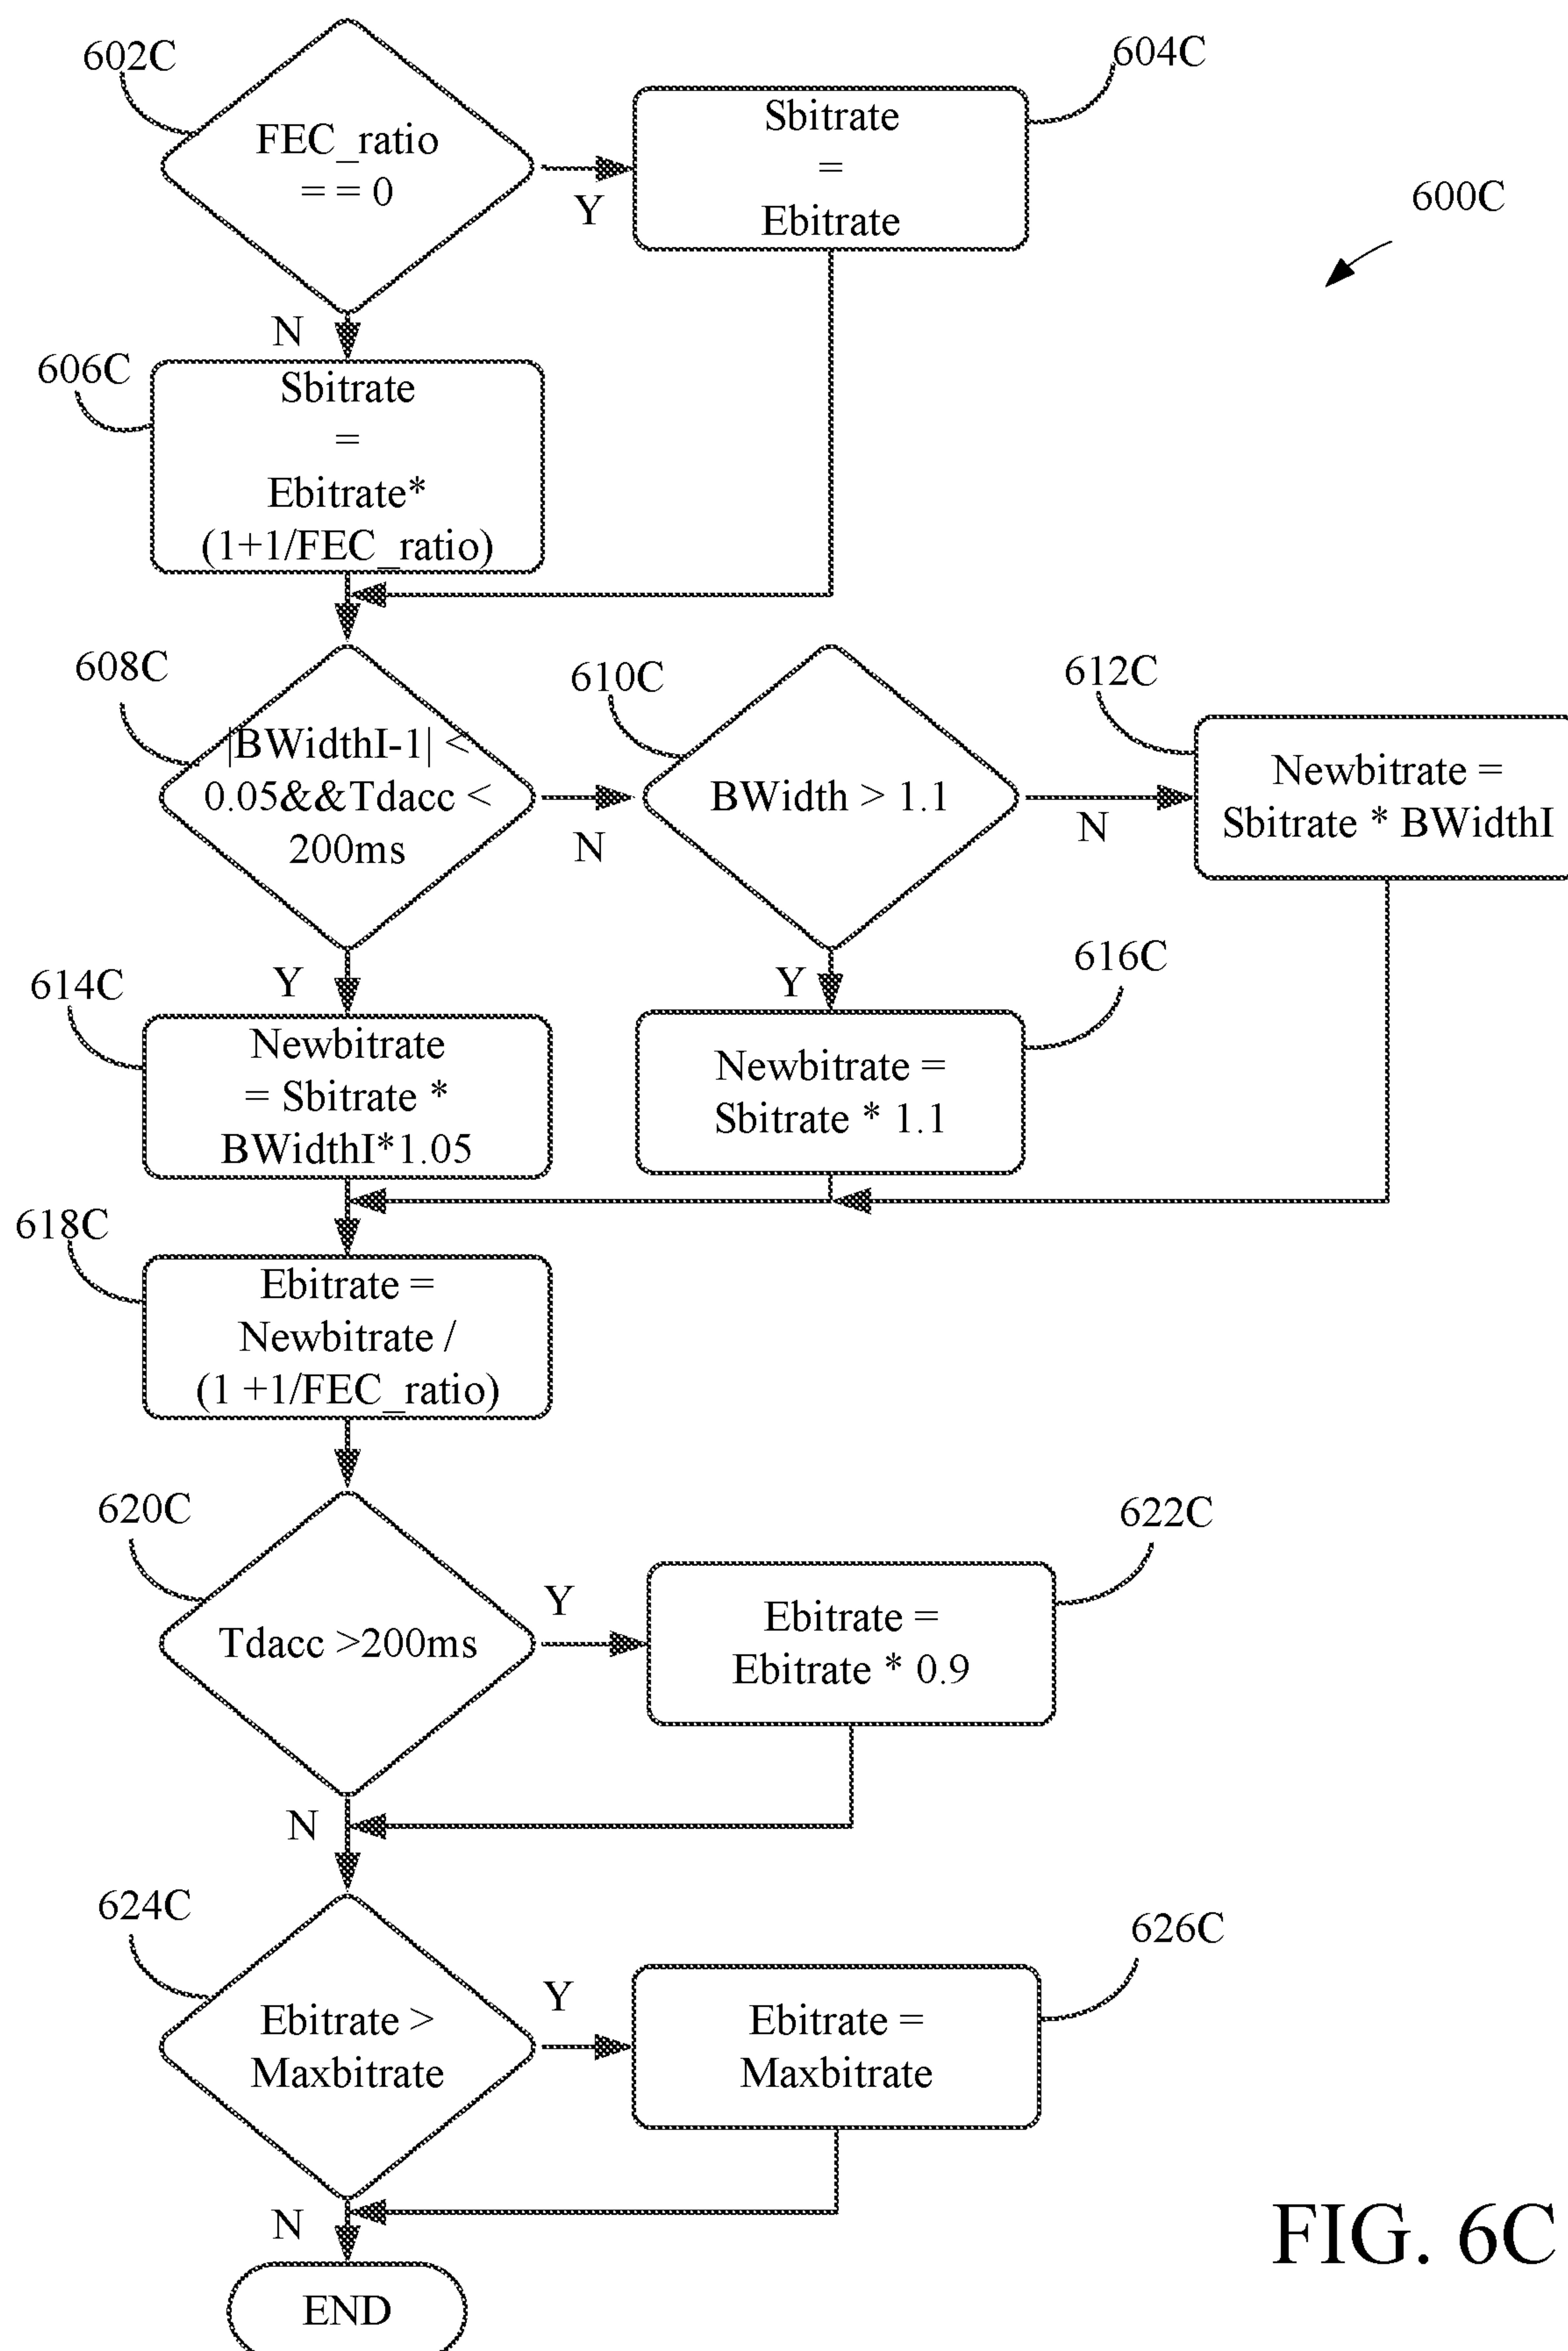 602C
FEC_ratio
= = 0
Y
604C
Sbitrate
=
Ebitrate
600C
N
606C
Sbitrate
=
Ebitrate*
(1+1/FEC_ratio)
608C
|BWidthI-1| <
0.05&&Tdacc <
200ms
N
610C
BWidth > 1.1
N
612C
Newbitrate =
Sbitrate * BWidthI
Y
614C
Newbitrate
= Sbitrate *
BWidthI*1.05
Y
616C
Newbitrate =
Sbitrate * 1.1
618C
Ebitrate =
Newbitrate /
(1 +1/FEC_ratio)
620C
Tdacc >200ms
Y
622C
Ebitrate =
Ebitrate * 0.9
N
624C
Ebitrate >
Maxbitrate
Y
626C
Ebitrate =
Maxbitrate
N
END
FIG. 6C